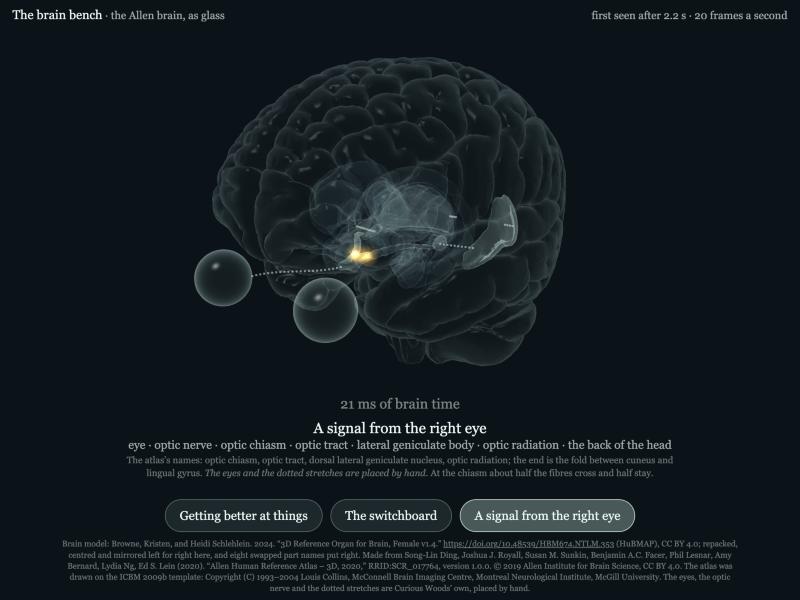 The brain bench · the Allen brain, as glass
first seen after 2.2 s · 20 frames a second
21 ms of brain time
A signal from the right eye
eye · optic nerve · optic chiasm · optic tract · lateral geniculate body · optic radiation · the back of the head
The atlas's names: optic chiasm, optic tract, dorsal lateral geniculate nucleus, optic radiation; the end is the fold between cuneus and
lingual gyrus. The eyes and the dotted stretches are placed by hand. At the chiasm about half the fibres cross and half stay.
Getting better at things
The switchboard
A signal from the right eye
Brain model: Browne, Kristen, and Heidi Schlehlein. 2024. “3D Reference Organ for Brain, Female v1.4.” https://doi.org/10.48539/HBM674.NTLM.353 (HuBMAP), CC BY 4.0; repacked,
centred and mirrored left for right here, and eight swapped part names put right. Made from Song-Lin Ding, Joshua J. Royall, Susan M. Sunkin, Benjamin A.C. Facer, Phil Lesnar, Amy
Bernard, Lydia Ng, Ed S. Lein (2020). “Allen Human Reference Atlas – 3D, 2020,” RRID:SCR_017764, version 1.0.0. © 2019 Allen Institute for Brain Science, CC BY 4.0. The atlas was
drawn on the ICBM 2009b template: Copyright (C) 1993–2004 Louis Collins, McConnell Brain Imaging Centre, Montreal Neurological Institute, McGill University. The eyes, the optic
nerve and the dotted stretches are Curious Woods' own, placed by hand.